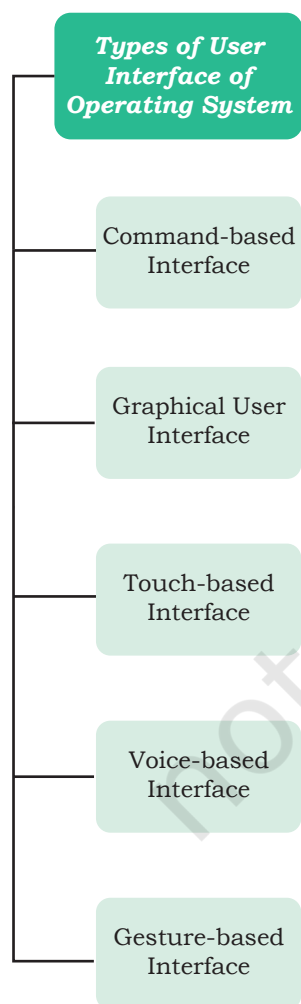 Types of User
Interface of
Operating System
Command-based
Interface
Graphical User
Interface
Touch-based
Interface
not
Voice-based
Interface
Gesture-based
Interface